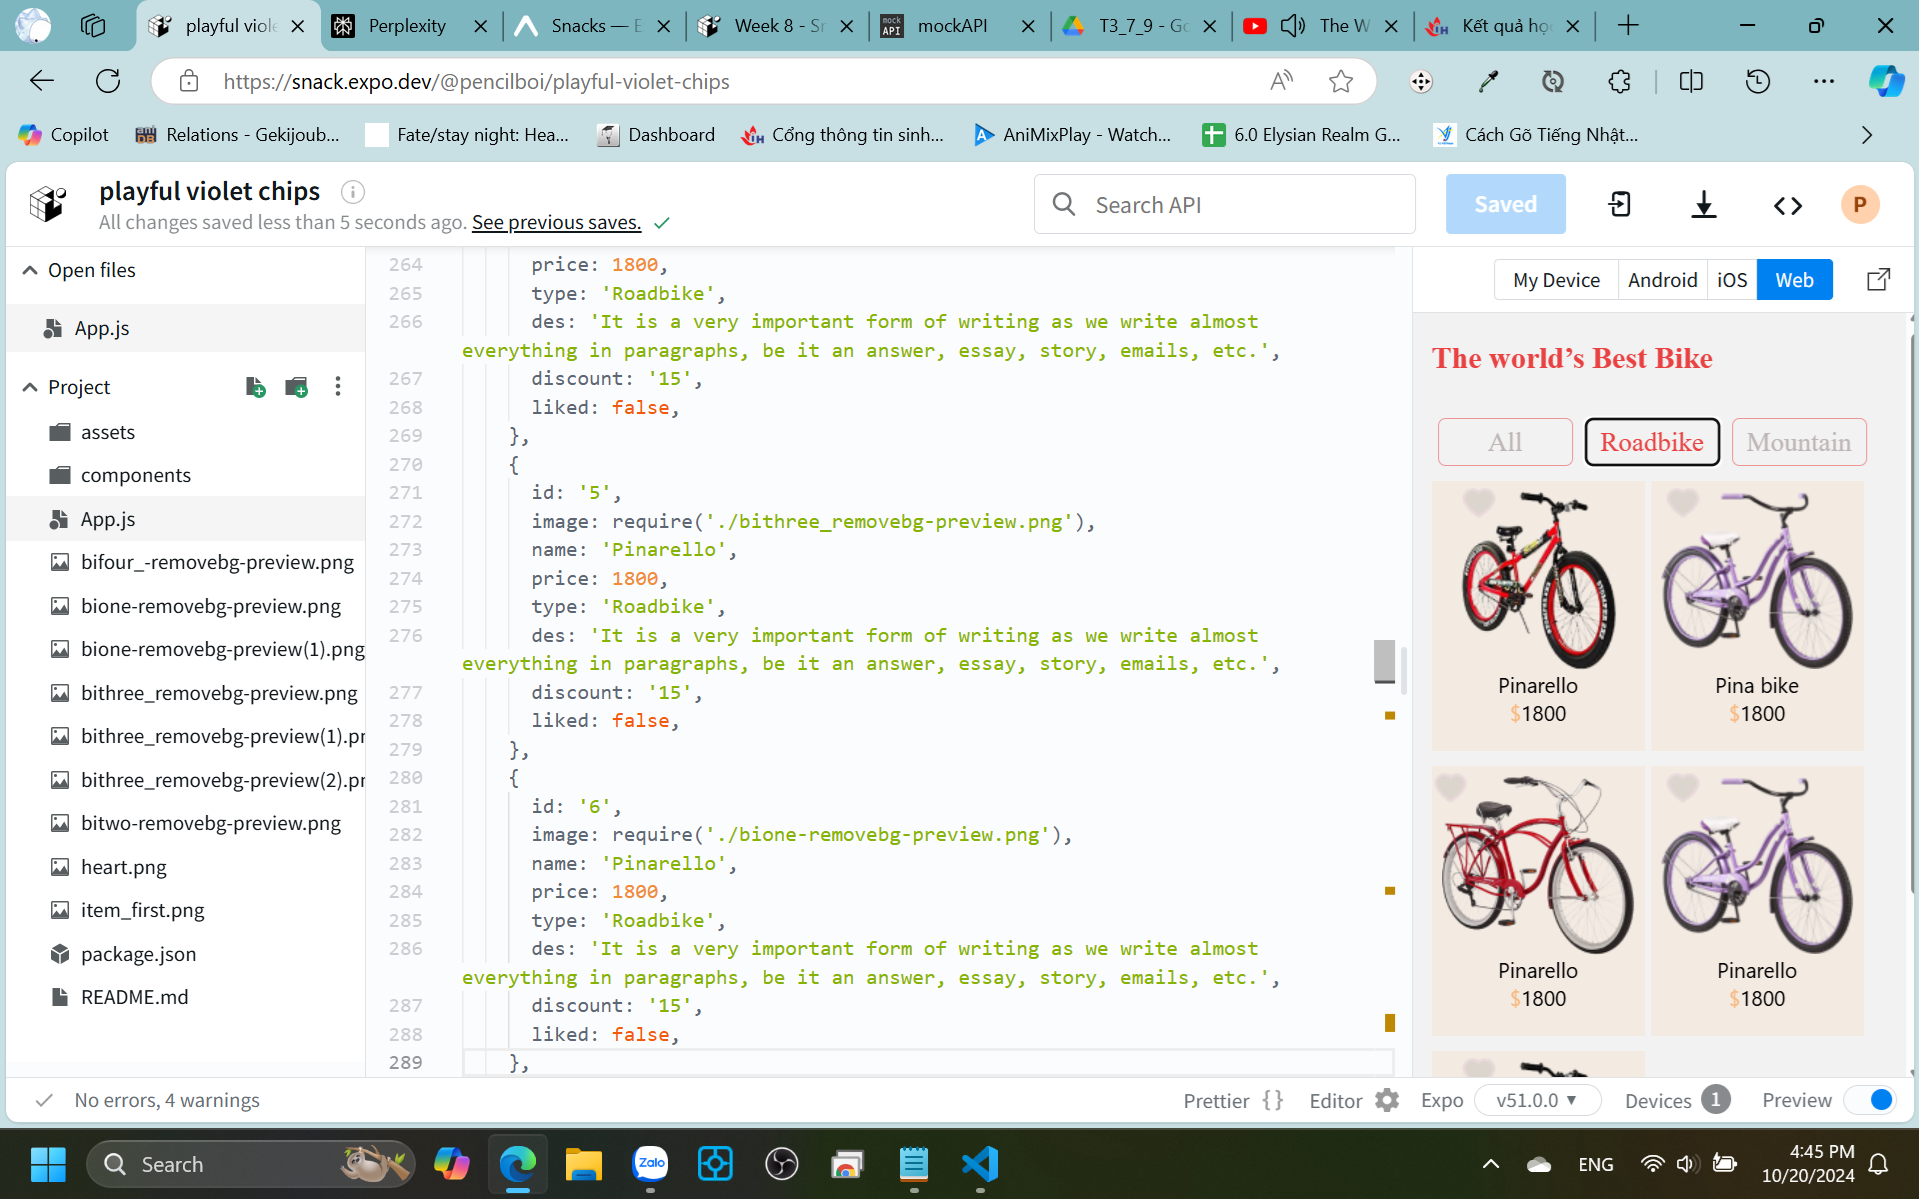 playful viole
Perplexity
Snacks — E
Week 8 - Sn
mock API
mockAPI
T3_7_9 - Go
The W
Kết quả học
https://snack.expo.dev/@pencilboi/playful-violet-chips
Copilot
Relations - Gekijoub...
Fate/stay night: Hea...
Dashboard
Cổng thông tin sinh...
AniMixPlay - Watch...
6.0 Elysian Realm G...
Cách Gõ Tiếng Nhật...
playful violet chips
All changes saved less than 5 seconds ago. See previous saves.
Search API
Saved
P
Open files
App.js
Project
assets
components
App.js
bifour_-removebg-preview.png
bione-removebg-preview.png
bione-removebg-preview(1).png
bithree_removebg-preview.png
bithree_removebg-preview(1).pr
bithree_removebg-preview(2).pr
bitwo-removebg-preview.png
heart.png
item_first.png
package.json
README.md
264 price: 1800,
265 type: 'Roadbike',
266 des: 'It is a very important form of writing as we write almost
everything in paragraphs, be it an answer, essay, story, emails, etc.',
267 discount: '15',
268 liked: false,
269 },
270 {
271 id: '5',
272 image: require('./bithree_removebg-preview.png'),
273 name: 'Pinarello',
274 price: 1800,
275 type: 'Roadbike',
276 des: 'It is a very important form of writing as we write almost
everything in paragraphs, be it an answer, essay, story, emails, etc.',
277 discount: '15',
278 liked: false,
279 },
280 {
281 id: '6',
282 image: require('./bione-removebg-preview.png'),
283 name: 'Pinarello',
284 price: 1800,
285 type: 'Roadbike',
286 des: 'It is a very important form of writing as we write almost
everything in paragraphs, be it an answer, essay, story, emails, etc.',
287 discount: '15',
288 liked: false,
289 },
My Device
Android
iOS
Web
The world's Best Bike
All
Roadbike
Mountain
Pinarello
$1800
Pina bike
$1800
Pinarello
$1800
Pinarello
$1800
No errors, 4 warnings
Prettier {}
Editor
Expo
v51.0.0
Devices 1
Preview
Search
Zalo
ENG
4:45 PM
10/20/2024